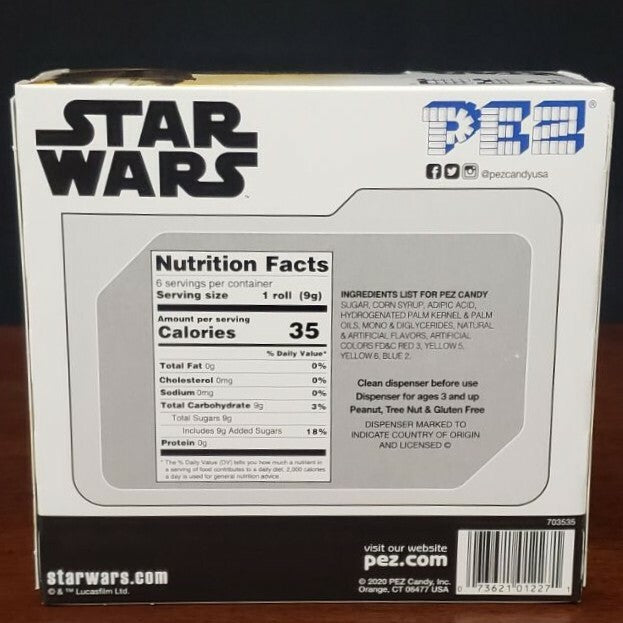 STAR
WARS
PEZ®
@pezcandyusa
Nutrition Facts
6 servings per container
Serving size 1 roll (9g)
Amount per serving
Calories 35
% Daily Value*
Total Fat 0g 0%
Cholesterol 0mg 0%
Sodium 0mg 0%
Total Carbohydrate 9g 3%
Total Sugars 9g
Includes 9g Added Sugars 18%
Protein 0g
* The % Daily Value (DV) tells you how much a nutrient in
a serving of food contributes to a daily diet. 2,000 calories
a day is used for general nutrition advice.
INGREDIENTS LIST FOR PEZ CANDY
SUGAR, CORN SYRUP, ADIPIC ACID,
HYDROGENATED PALM KERNEL & PALM
OILS, MONO & DIGLYCERIDES, NATURAL
& ARTIFICIAL FLAVORS, ARTIFICIAL
COLORS FD&C RED 3, YELLOW 5,
YELLOW 6, BLUE 2.
Clean dispenser before use
Dispenser for ages 3 and up
Peanut, Tree Nut & Gluten Free
DISPENSER MARKED TO
INDICATE COUNTRY OF ORIGIN
AND LICENSED ©
703535
starwars.com
© & ™ Lucasfilm Ltd.
visit our website
pez.com
© 2020 PEZ Candy, Inc.
Orange, CT 06477 USA
0 73621 01227 1